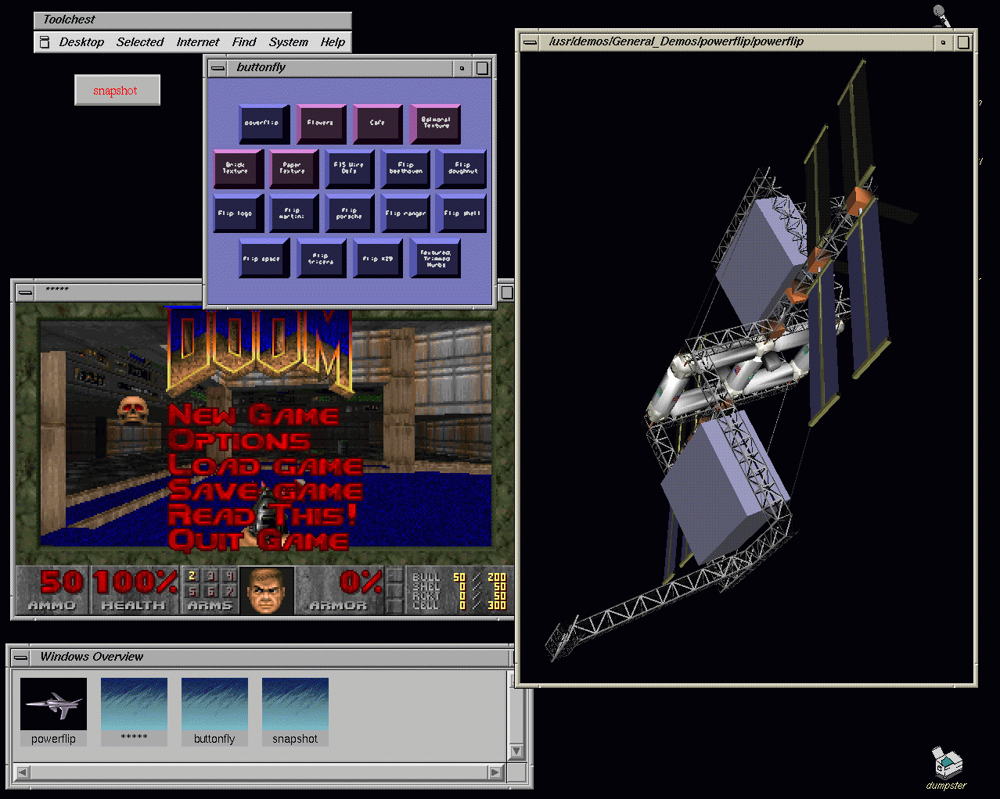 Toolchest
Desktop Selected Internet Find System Help
snapshot
buttonfly
powerflip Flowers Cafe Balmoral Texture
Brick Texture Paper Texture F15 Wire Defs Flip beethoven Flip doughnut
Flip logo Flip martini Flip porsche Flip ranger Flip shell
Flip space Flip tricera Flip X29 Textured, Trimmed Nurbs
/usr/demos/General_Demos/powerflip/powerflip
*****
DOOM
New Game
Options
Load Game
Save Game
Read This!
Quit Game
50 100% 2 3 4 0% BULL 50 / 200
5 6 7 SHEL 0 / 50
RCKT 0 / 50
AMMO HEALTH ARMS ARMOR CELL 0 / 300
Windows Overview
powerflip ***** buttonfly snapshot
dumpster